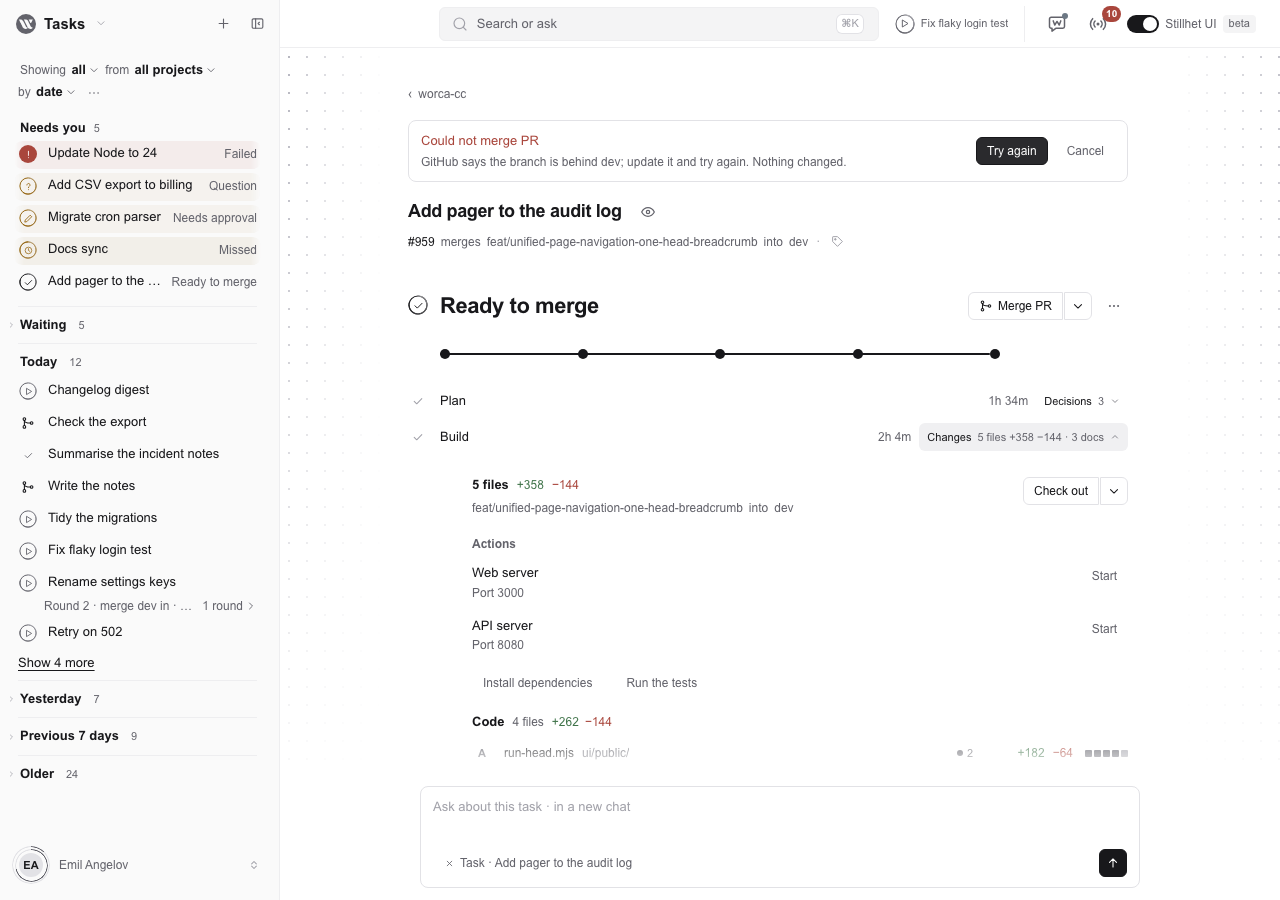 Tasks
Search or ask
⌘K
Fix flaky login test
10
Stillhet UI beta
Showing all from all projects
by date ...
Needs you 5
Update Node to 24 Failed
Add CSV export to billing Question
Migrate cron parser Needs approval
Docs sync Missed
Add pager to the … Ready to merge
Waiting 5
Today 12
Changelog digest
Check the export
Summarise the incident notes
Write the notes
Tidy the migrations
Fix flaky login test
Rename settings keys
Round 2 · merge dev in · … 1 round
Retry on 502
Show 4 more
Yesterday 7
Previous 7 days 9
Older 24
EA Emil Angelov
‹ worca-cc
Could not merge PR
GitHub says the branch is behind dev; update it and try again. Nothing changed.
Try again Cancel
Add pager to the audit log
#959 merges feat/unified-page-navigation-one-head-breadcrumb into dev ·
Ready to merge
Merge PR
Plan 1h 34m Decisions 3
Build 2h 4m Changes 5 files +358 −144 · 3 docs
5 files +358 −144
Check out
feat/unified-page-navigation-one-head-breadcrumb into dev
Actions
Web server
Start
Port 3000
API server
Start
Port 8080
Install dependencies Run the tests
Code 4 files +262 −144
A run-head.mjs ui/public/ 2 +182 −64
Ask about this task · in a new chat
× Task · Add pager to the audit log